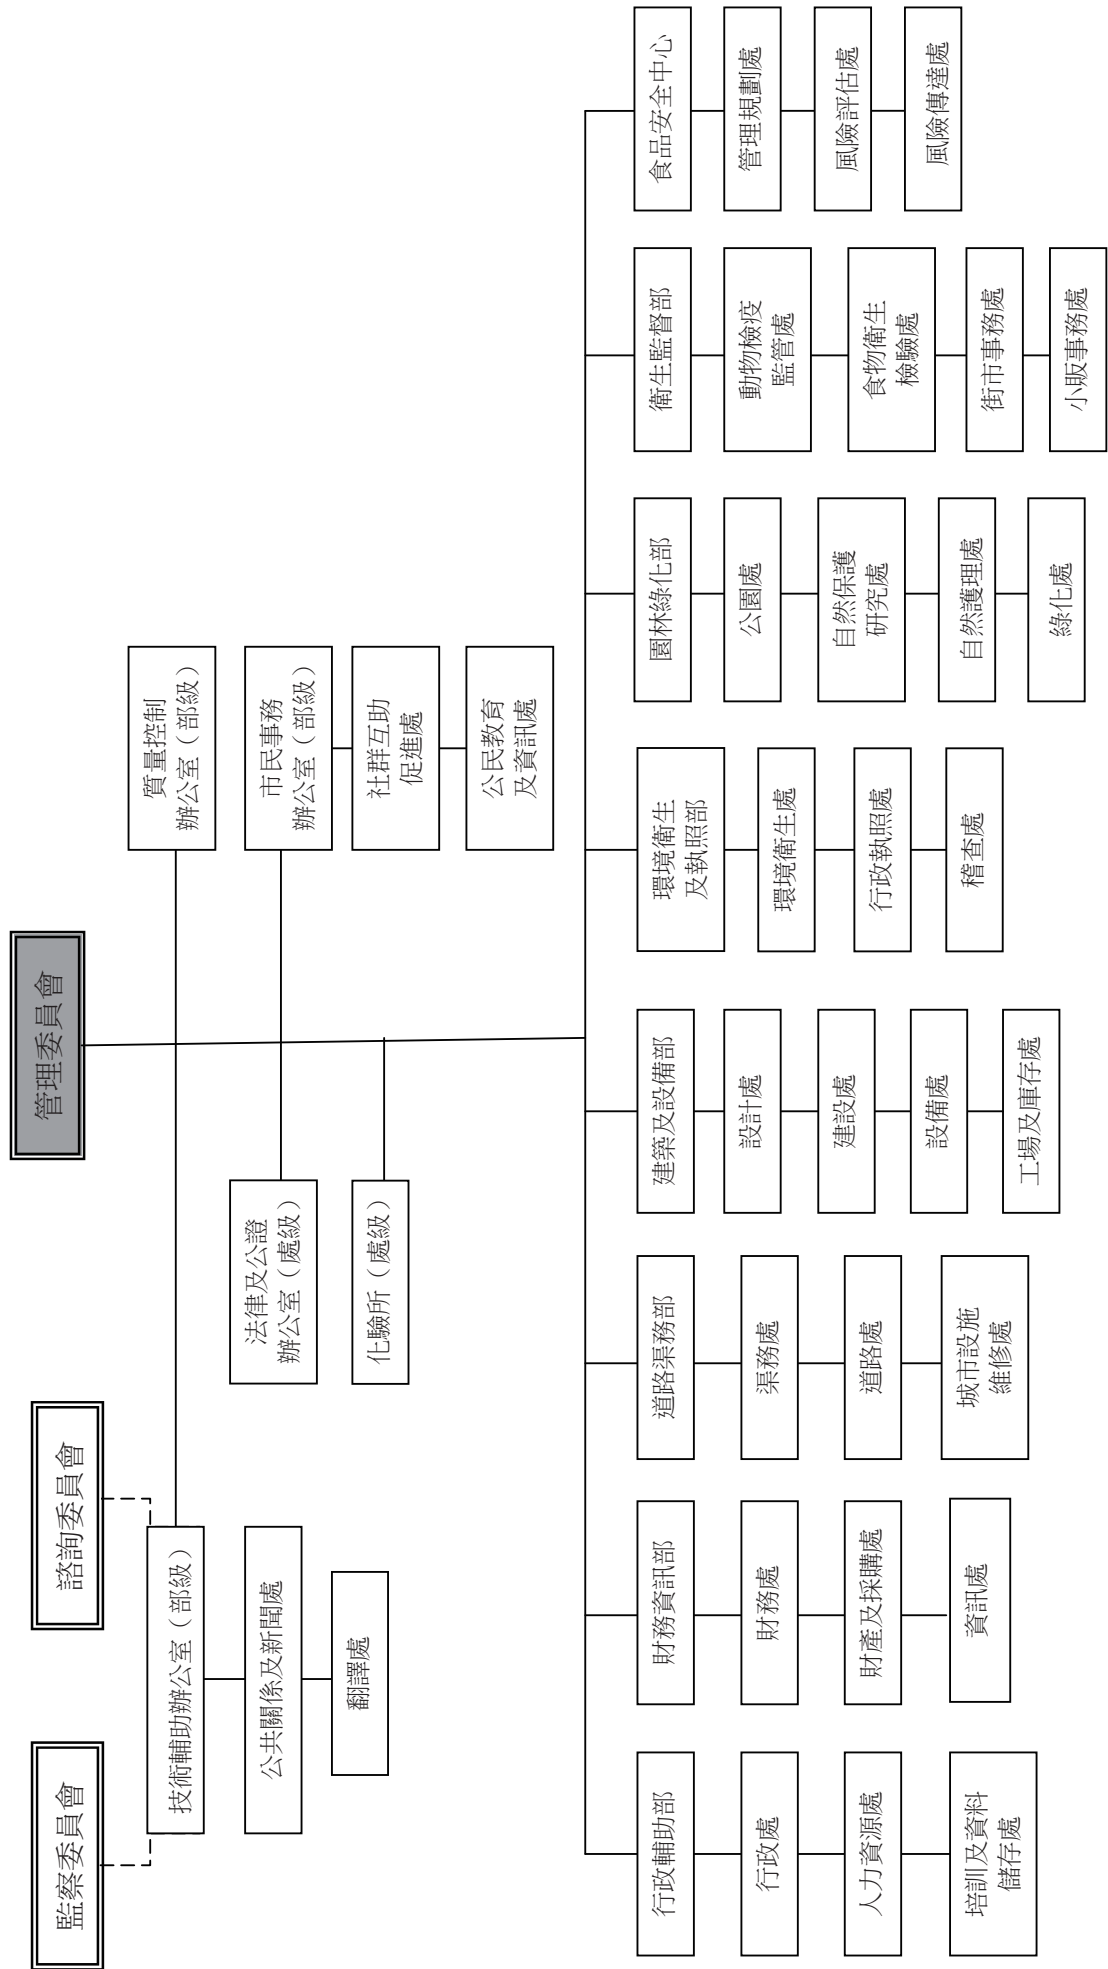 管理委員會
監察委員會
諮詢委員會
技術輔助辦公室（部級）
公共關係及新聞處
翻譯處
質量控制
辦公室（部級）
法律及公證
辦公室（處級）
市民事務
辦公室（部級）
社群互助
促進處
公民教育
及資訊處
化驗所（處級）
行政輔助部
行政處
人力資源處
培訓及資料
儲存處
財務資訊部
財務處
財產及採購處
資訊處
道路渠務部
渠務處
道路處
城市設施
維修處
建築及設備部
設計處
建設處
設備處
工場及庫存處
環境衛生
及執照部
環境衛生處
行政執照處
稽查處
園林綠化部
公園處
自然保護
研究處
自然護理處
綠化處
衛生監督部
動物檢疫
監管處
食物衛生
檢驗處
街市事務處
小販事務處
食品安全中心
管理規劃處
風險評估處
風險傳達處